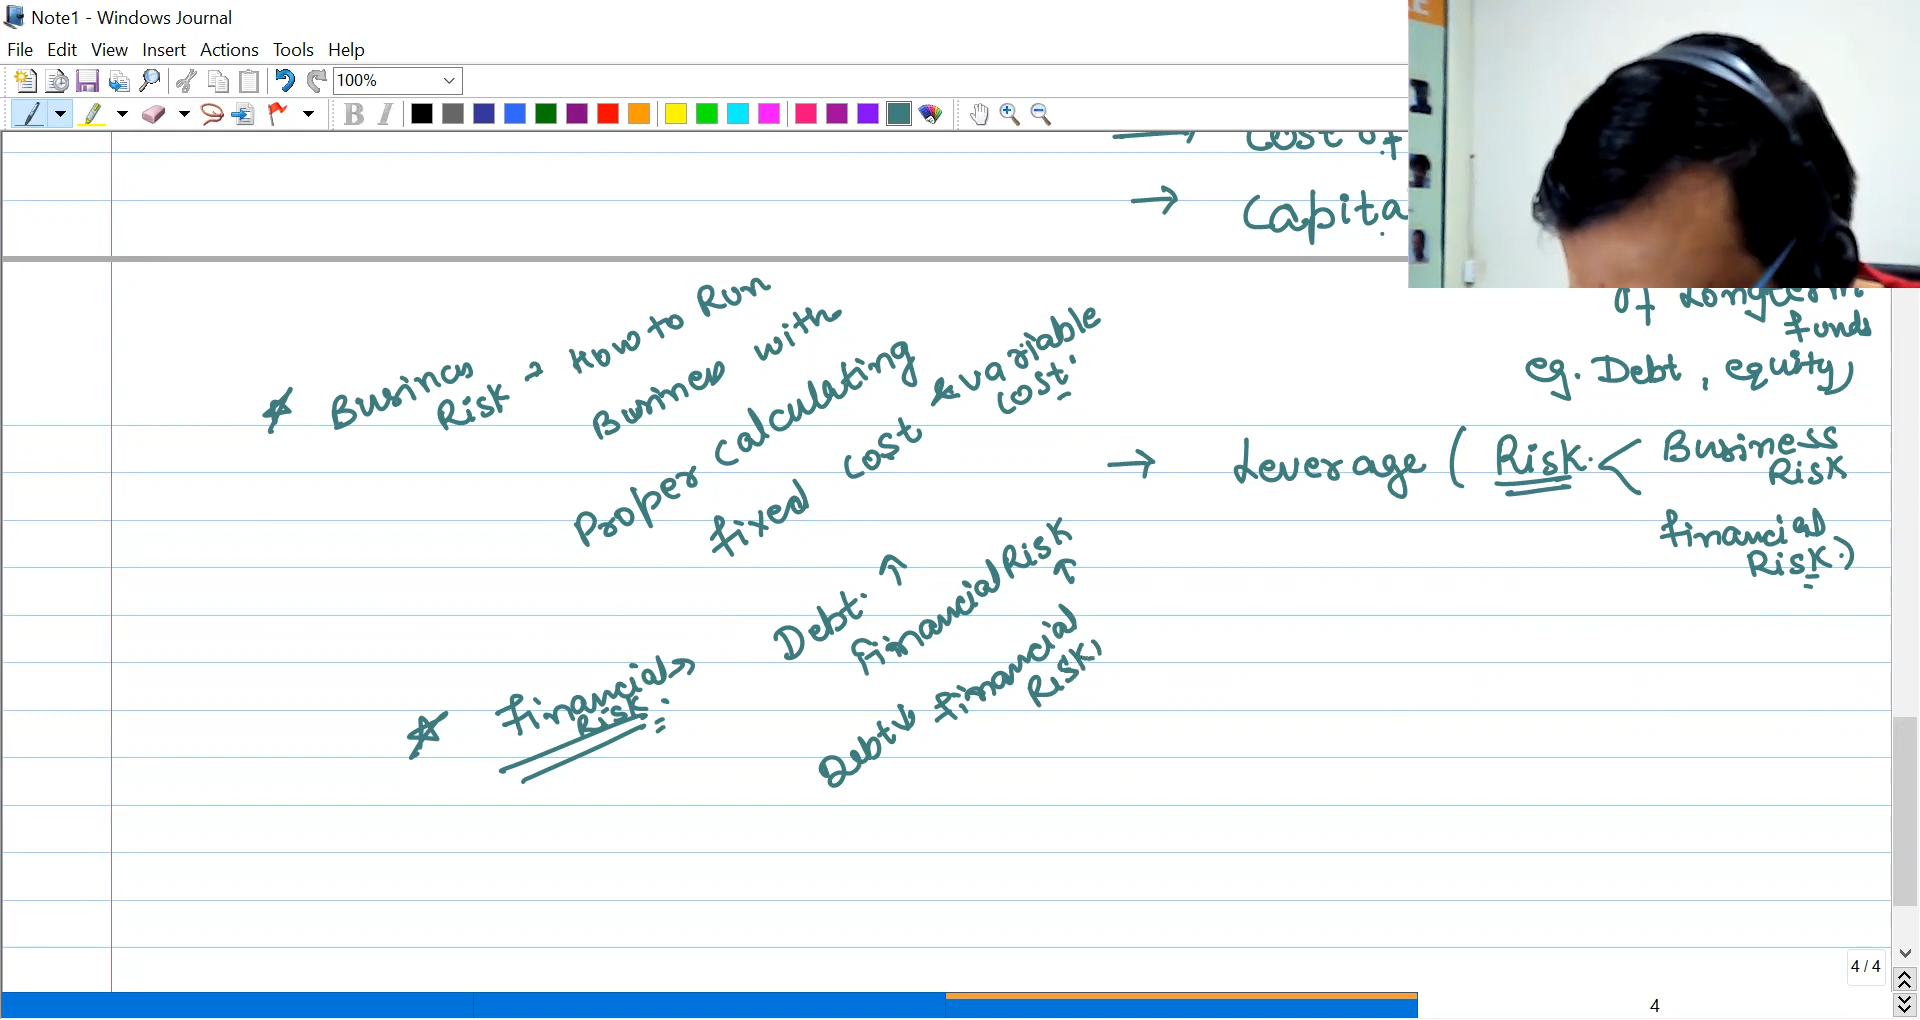 Note1 - Windows Journal
File Edit View Insert Actions Tools Help
100%
B I
Cost of
Capita
of Longterm
funds
eg. Debt, equity
→ Leverage ( Risk. < Business
Risk
financial
Risk.)
☆ Business
Risk → How to Run
Business with
Proper calculating
fixed cost & variable
cost.
☆ financial →
Risk.
Debt. ↑
financial Risk ↑
Debt ↓ financial
Risk
4 / 4
4